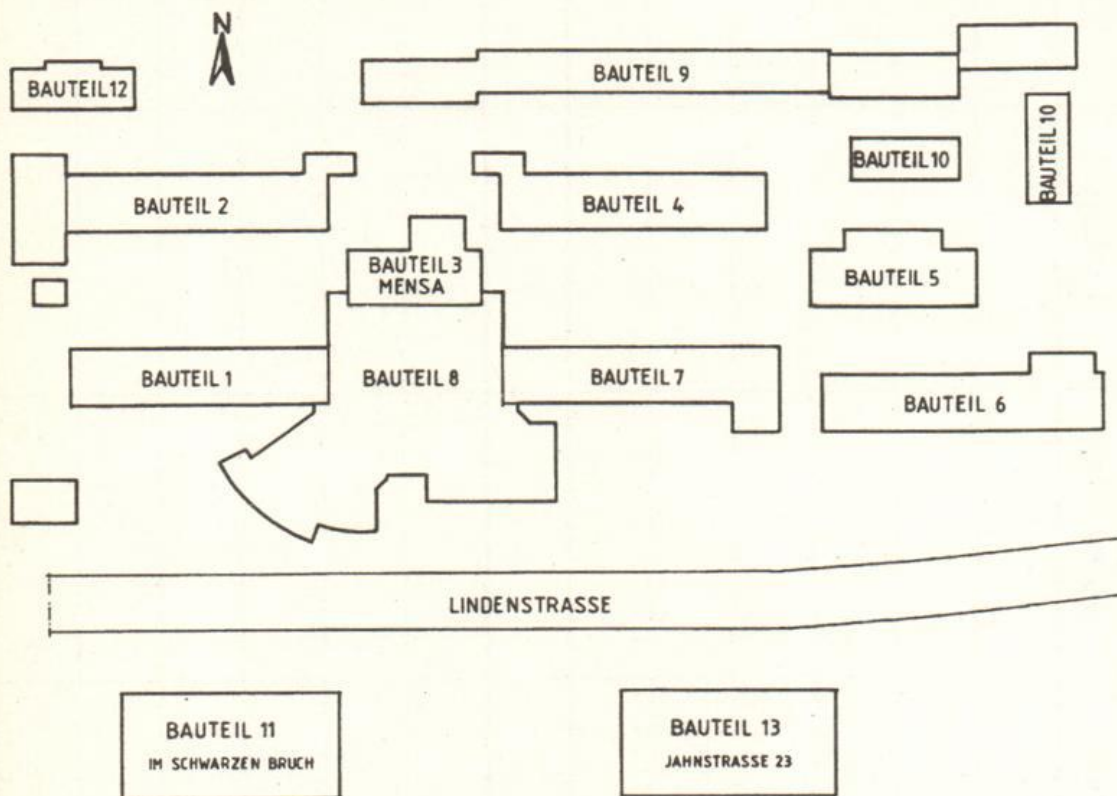 N
BAUTEIL 12
BAUTEIL 9
BAUTEIL 10
BAUTEIL 10
BAUTEIL 2
BAUTEIL 4
BAUTEIL 3
MENSA
BAUTEIL 5
BAUTEIL 1
BAUTEIL 8
BAUTEIL 7
BAUTEIL 6
LINDENSTRASSE
BAUTEIL 11
IM SCHWARZEN BRUCH
BAUTEIL 13
JAHNSTRASSE 23